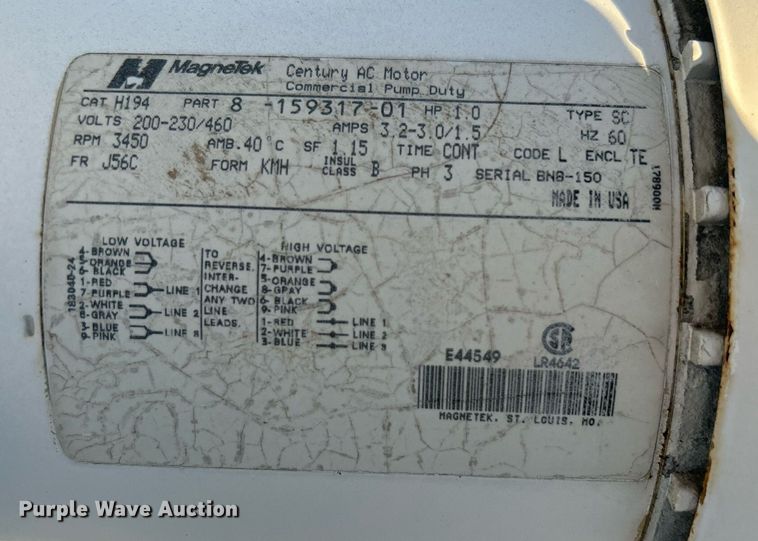 MagneTek Century AC Motor
Commercial Pump Duty
CAT H194 PART 8 -159317-01 HP 1.0 TYPE SC
VOLTS 200-230/460 AMPS 3.2-3.0/1.5 HZ 60
RPM 3450 AMB. 40°C SF 1.15 TIME CONT CODE L ENCL TE
FR J56C FORM KMH INSUL CLASS B PH 3 SERIAL BN8-150
MADE IN USA
178900M
183048-24
LOW VOLTAGE
4-BROWN
5-ORANGE
6-BLACK
1-RED
7-PURPLE LINE 1
2-WHITE
8-GRAY LINE 2
3-BLUE
9-PINK LINE 3
TO
REVERSE,
INTER-
CHANGE
ANY TWO
LINE
LEADS.
HIGH VOLTAGE
4-BROWN
7-PURPLE
5-ORANGE
8-GRAY
6-BLACK
9-PINK
1-RED LINE 1
2-WHITE LINE 2
3-BLUE LINE 3
E44549
LR4642
MAGNETEK, ST. LOUIS, MO.
Purple Wave Auction